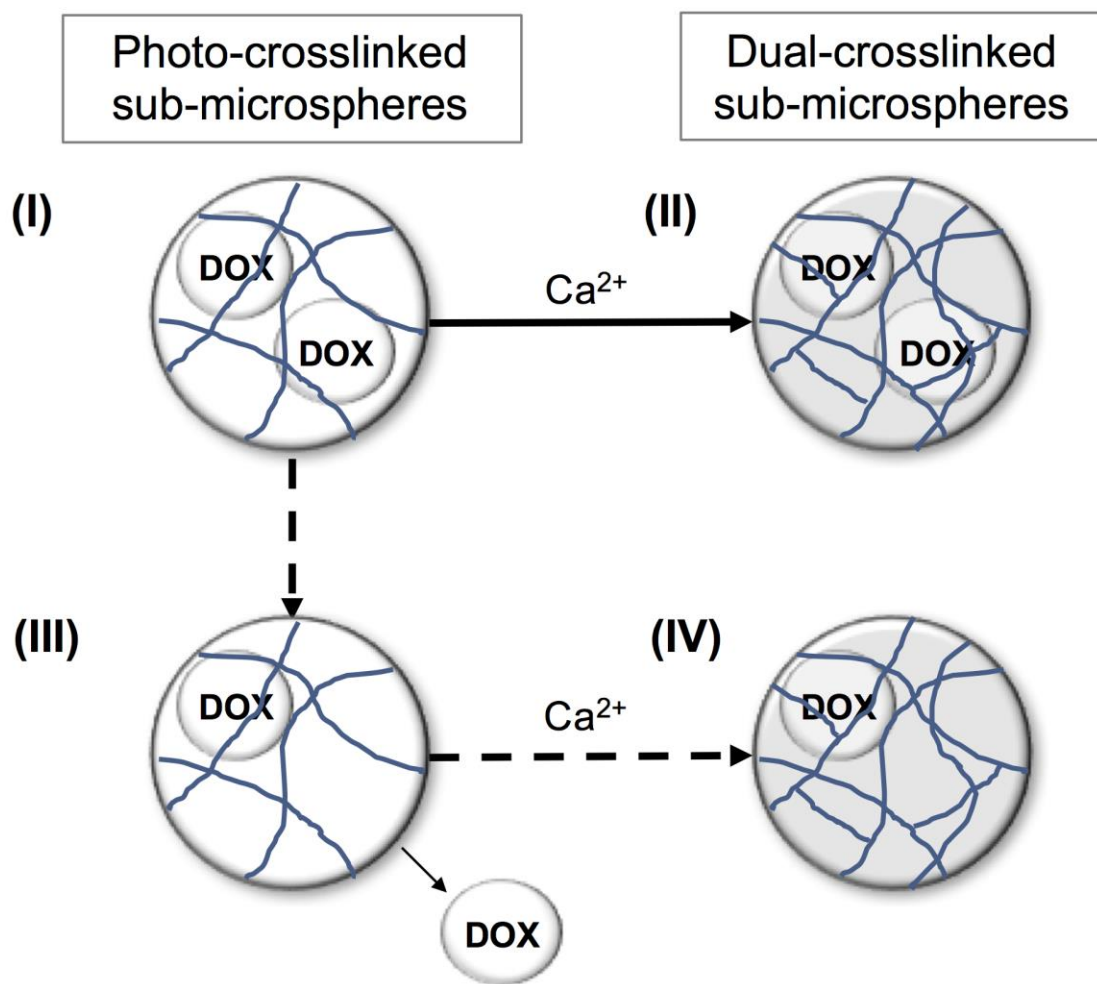 Photo-crosslinked
sub-microspheres
Dual-crosslinked
sub-microspheres
(I)
DOX
DOX
Ca²⁺
(II)
DOX
DOX
(III)
DOX
DOX
Ca²⁺
(IV)
DOX